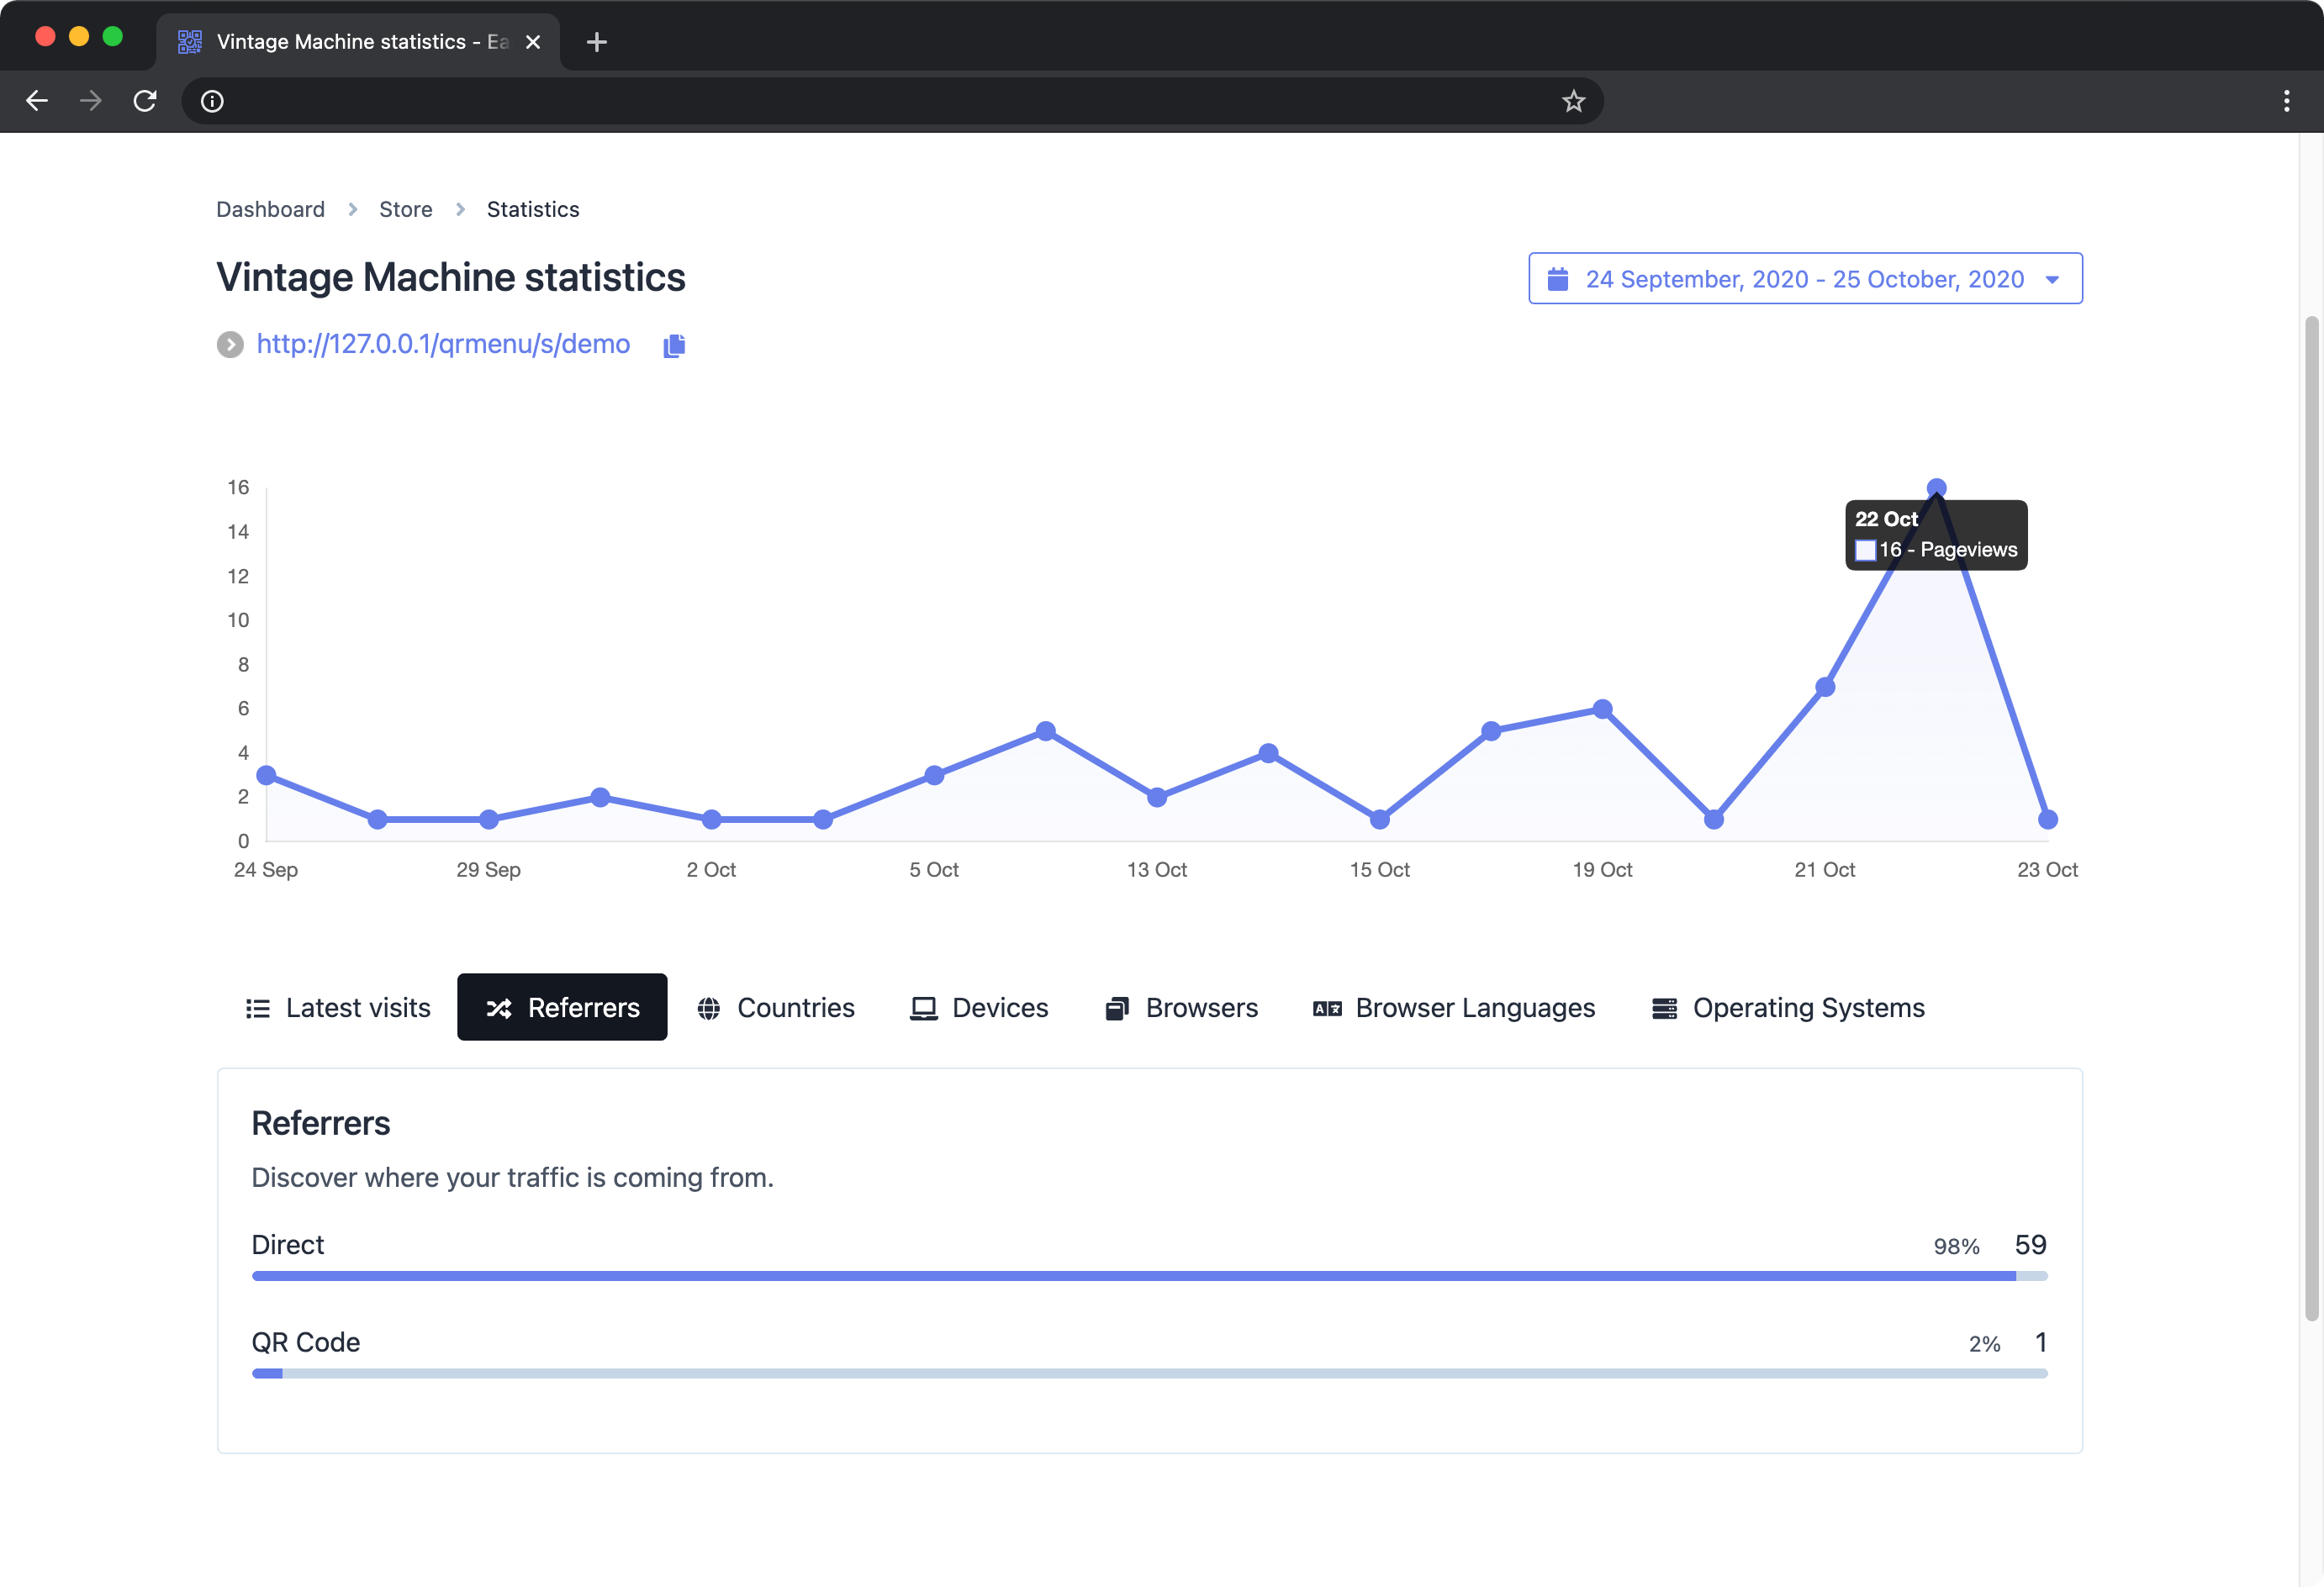 Vintage Machine statistics - Ea
Dashboard Store Statistics
Vintage Machine statistics
24 September, 2020 - 25 October, 2020
http://127.0.0.1/qrmenu/s/demo
16
14
12
10
8
6
4
2
0
22 Oct
16 - Pageviews
24 Sep 29 Sep 2 Oct 5 Oct 13 Oct 15 Oct 19 Oct 21 Oct 23 Oct
Latest visits Referrers Countries Devices Browsers Browser Languages Operating Systems
Referrers
Discover where your traffic is coming from.
Direct 98% 59
QR Code 2% 1